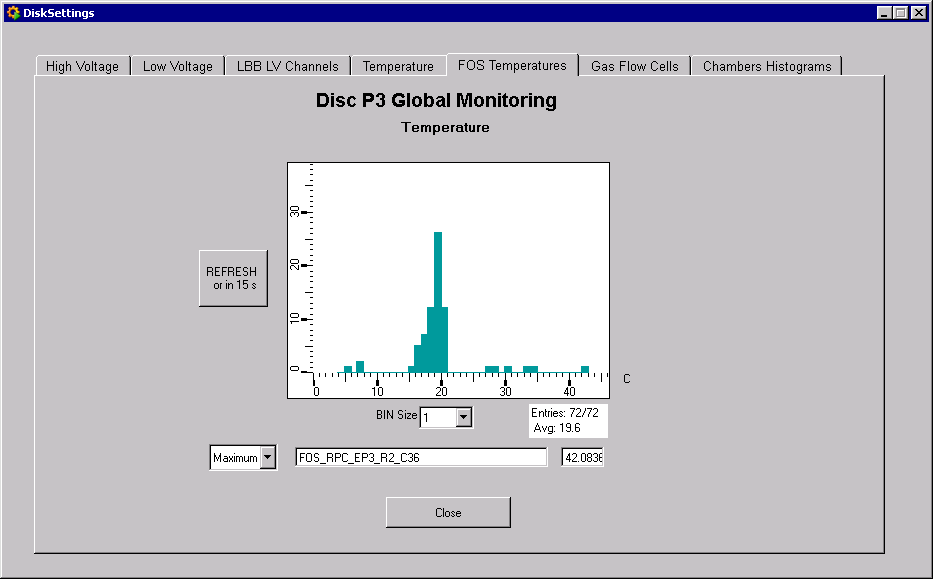 DiskSettings
High Voltage
Low Voltage
LBB LV Channels
Temperature
FOS Temperatures
Gas Flow Cells
Chambers Histograms
Disc P3 Global Monitoring
Temperature
30
20
10
0
0 10 20 30 40
C
REFRESH
or in 15 s
BIN Size 1
Entries: 72/72
Avg: 19.6
Maximum FOS_RPC_EP3_R2_C36 42.0836
Close